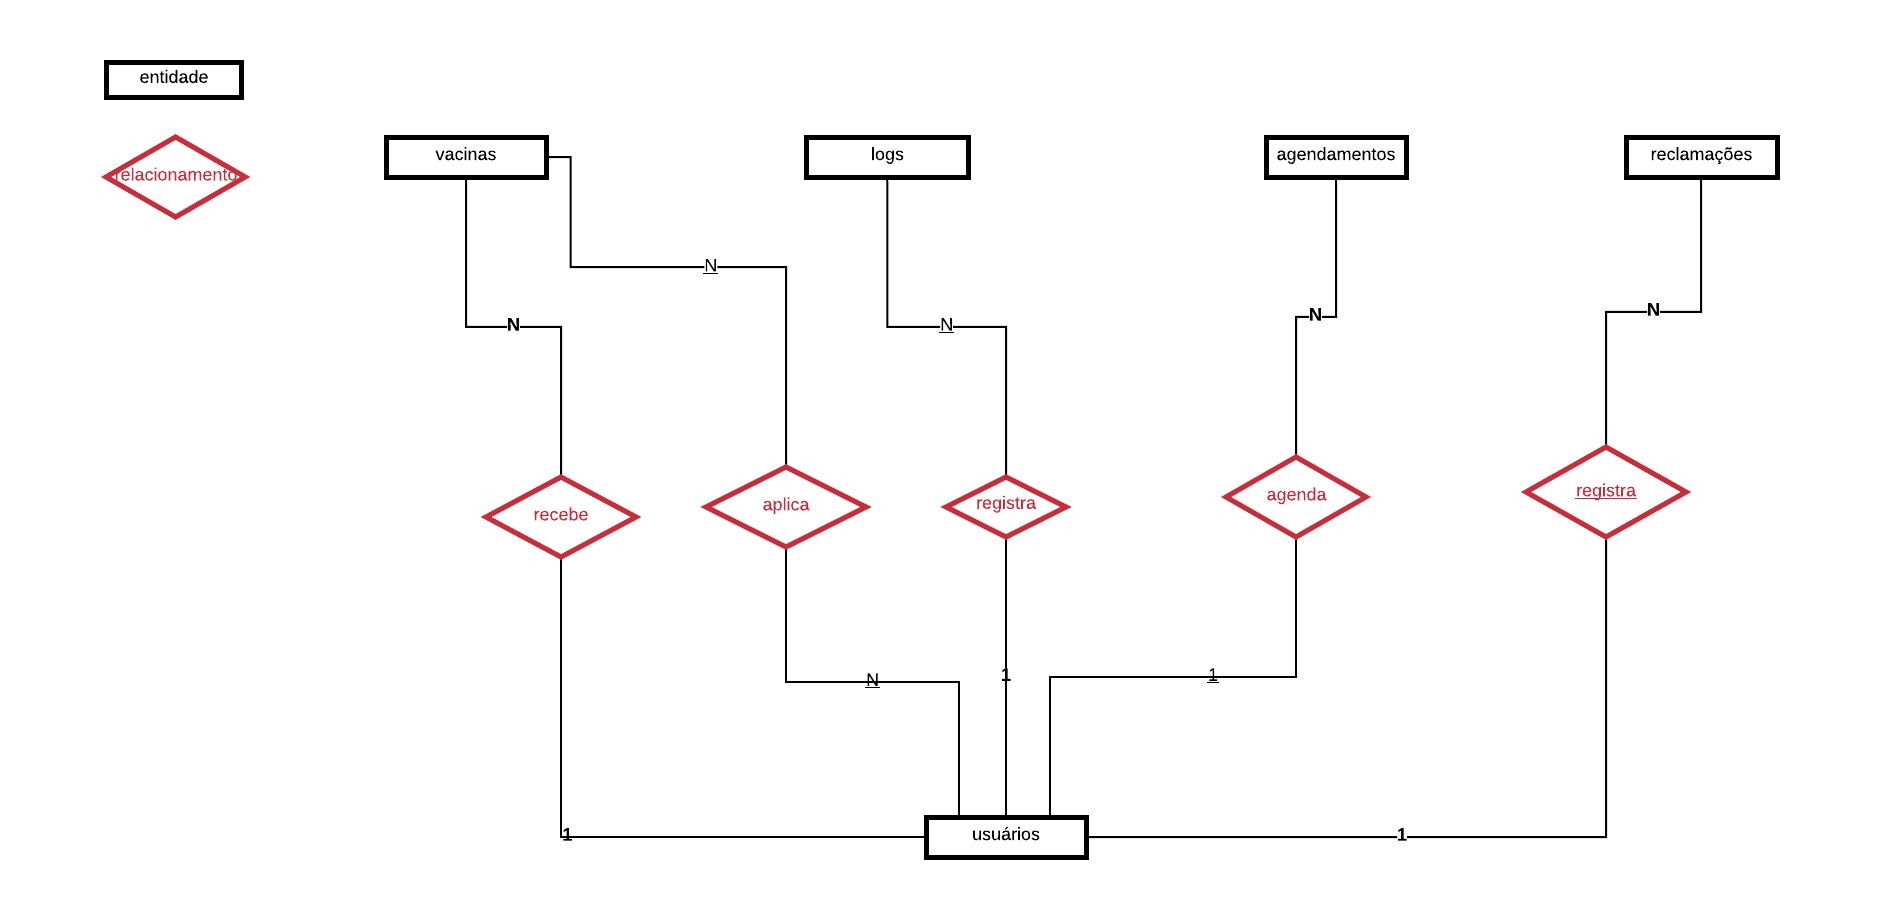 entidade
relacionamento
vacinas
logs
agendamentos
reclamações
N
N
N
N
N
recebe
aplica
registra
agenda
registra
N
1
1
1
usuários
1